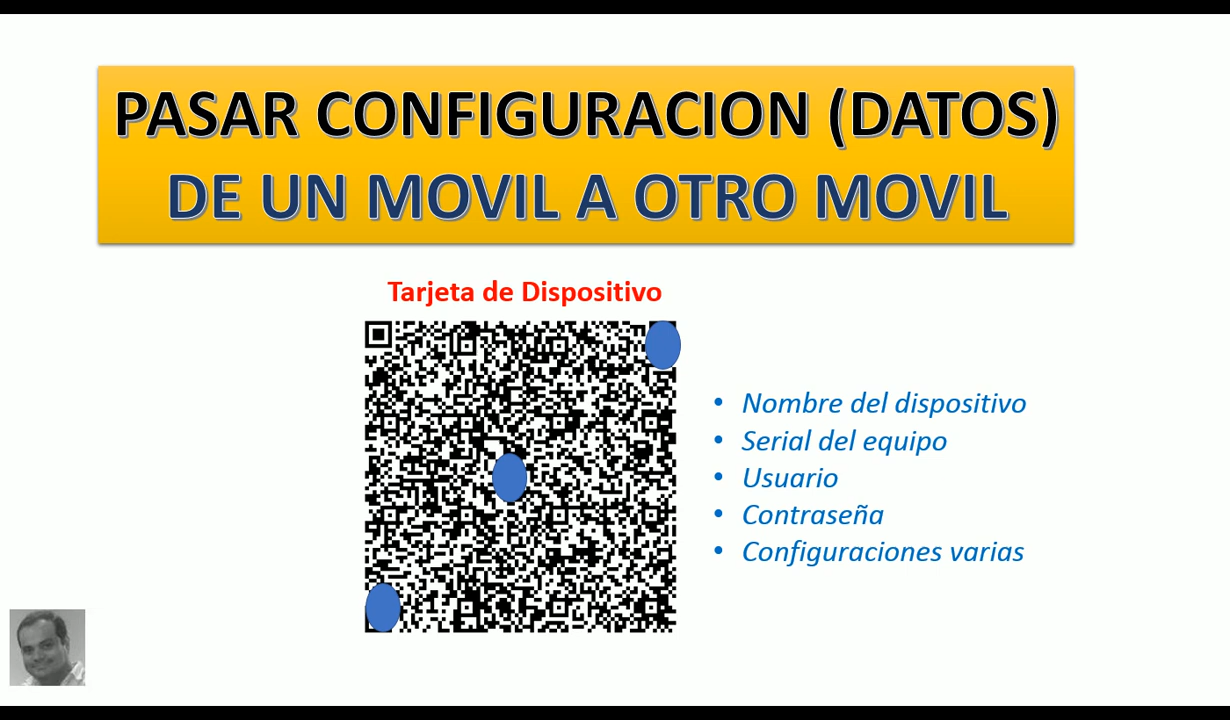 PASAR CONFIGURACION (DATOS)
DE UN MOVIL A OTRO MOVIL
Tarjeta de Dispositivo
• Nombre del dispositivo
• Serial del equipo
• Usuario
• Contraseña
• Configuraciones varias